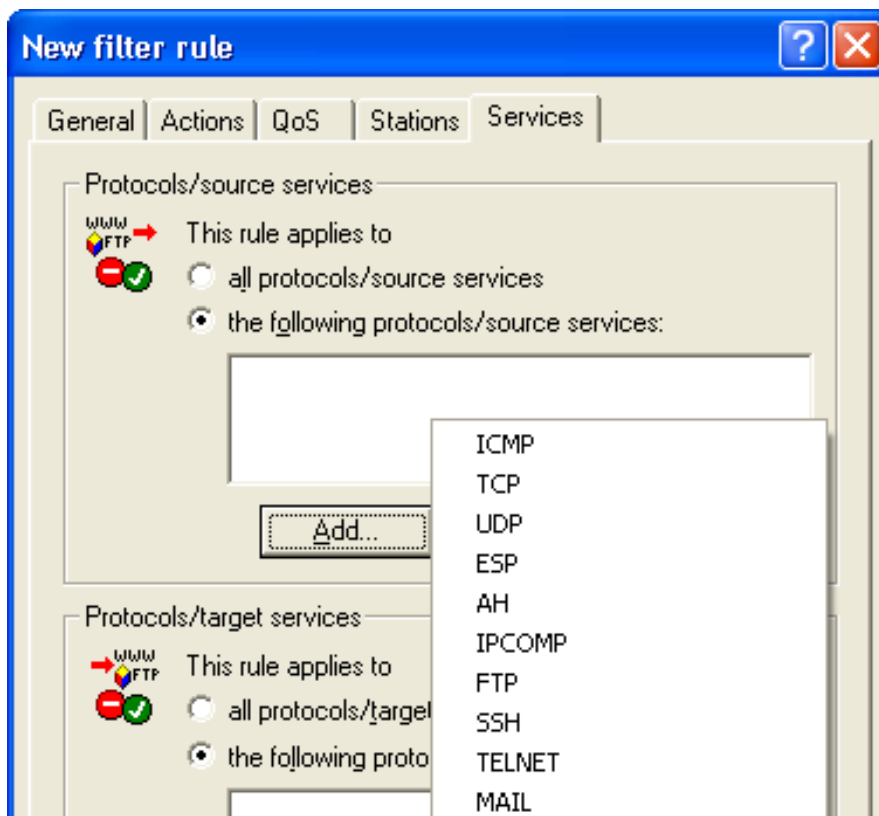 New filter rule
?
General Actions QoS Stations Services
Protocols/source services
WWW
FTP
This rule applies to
all protocols/source services
the following protocols/source services:
Add...
ICMP
TCP
UDP
ESP
AH
IPCOMP
FTP
SSH
TELNET
MAIL
Protocols/target services
WWW
FTP
This rule applies to
all protocols/target
the following proto